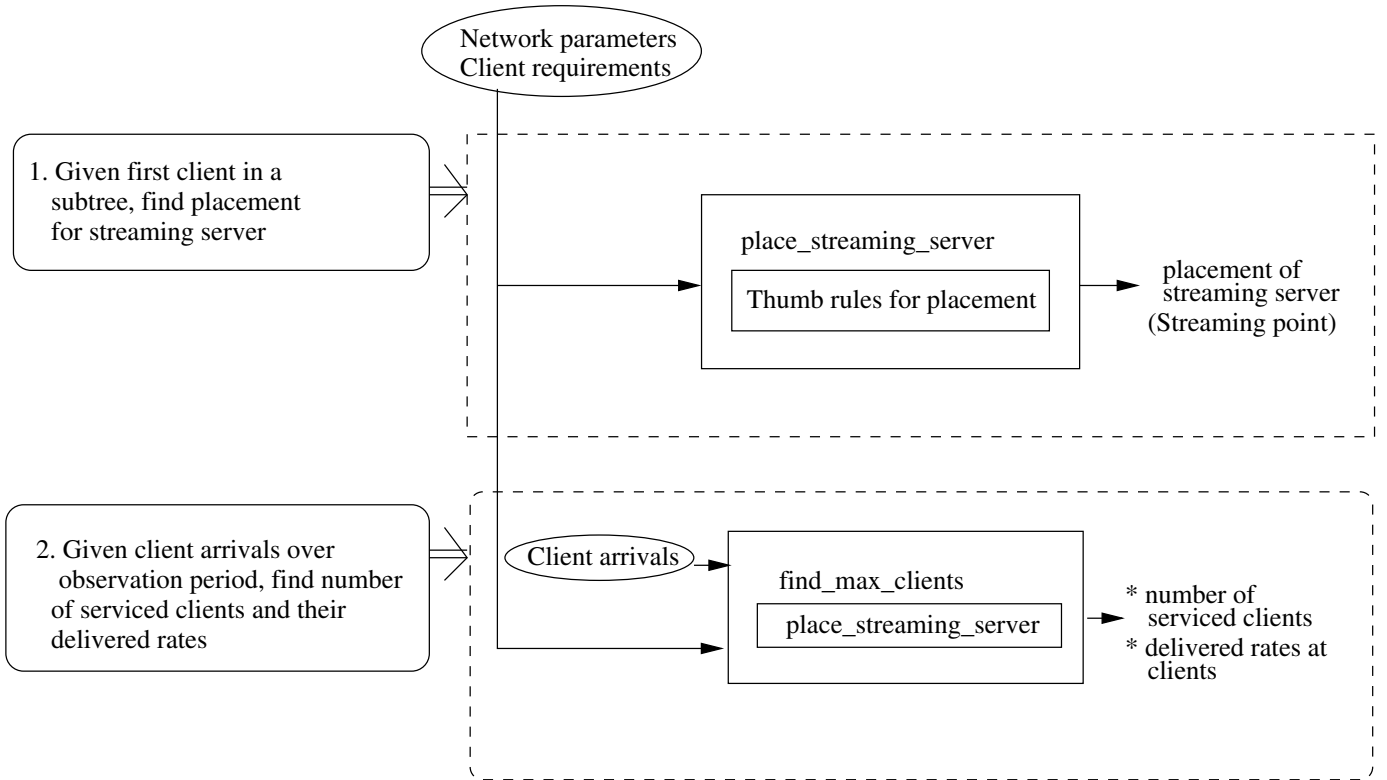 Network parameters
Client requirements
1. Given first client in a
subtree, find placement
for streaming server
place_streaming_server
Thumb rules for placement
placement of
streaming server
(Streaming point)
2. Given client arrivals over
observation period, find number
of serviced clients and their
delivered rates
Client arrivals
find_max_clients
place_streaming_server
* number of
serviced clients
* delivered rates at
clients